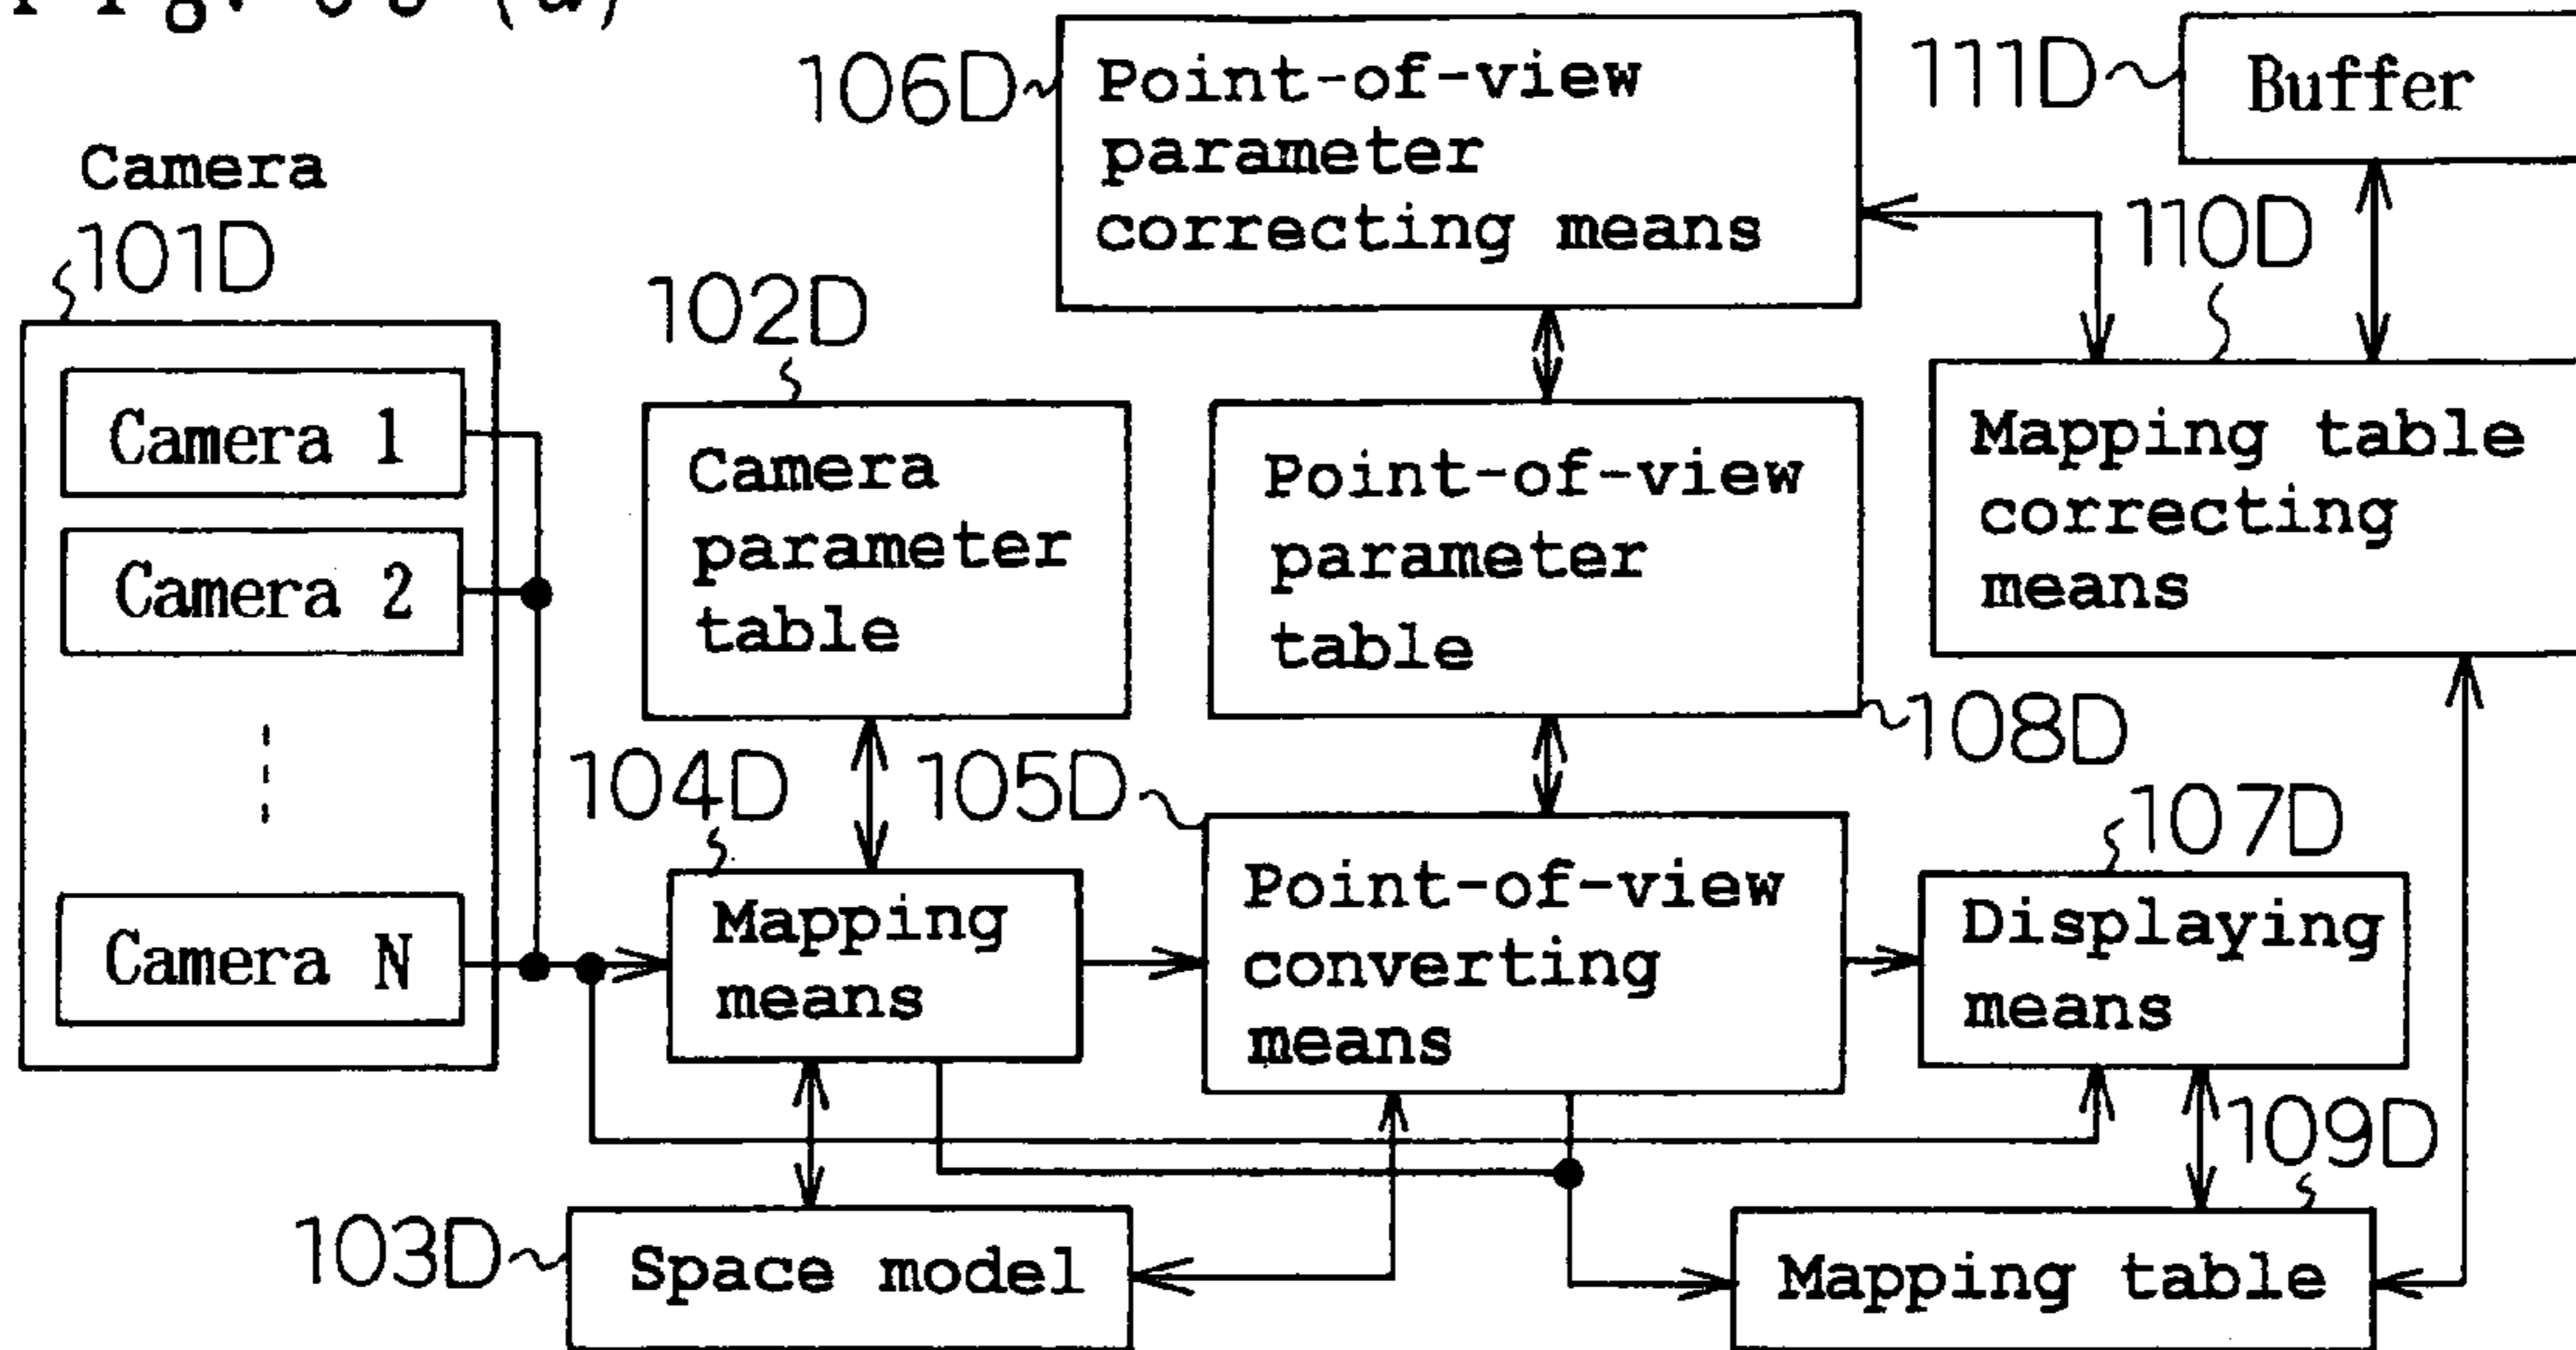 106D
Point-of-view
parameter
correcting means
111D
Buffer
Camera
101D
Camera 1
Camera 2
Camera N
102D
Camera
parameter
table
Point-of-view
parameter
table
108D
110D
Mapping table
correcting
means
104D
Mapping
means
105D
Point-of-view
converting
means
107D
Displaying
means
103D
Space model
109D
Mapping table